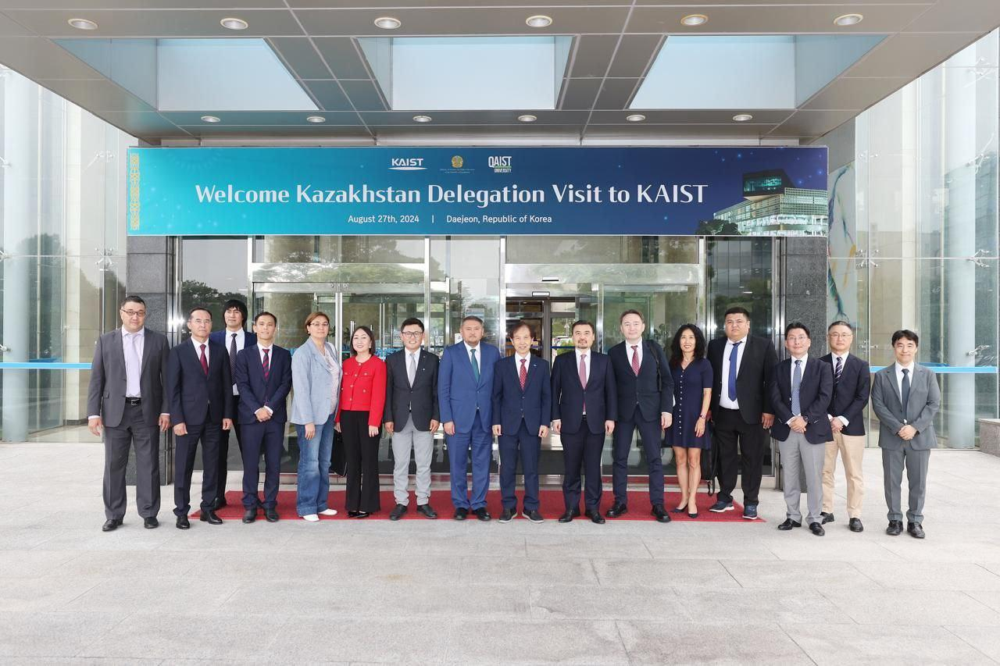 KAIST
QAIST
UNIVERSITY
Welcome Kazakhstan Delegation Visit to KAIST
August 27th, 2024 | Daejeon, Republic of Korea